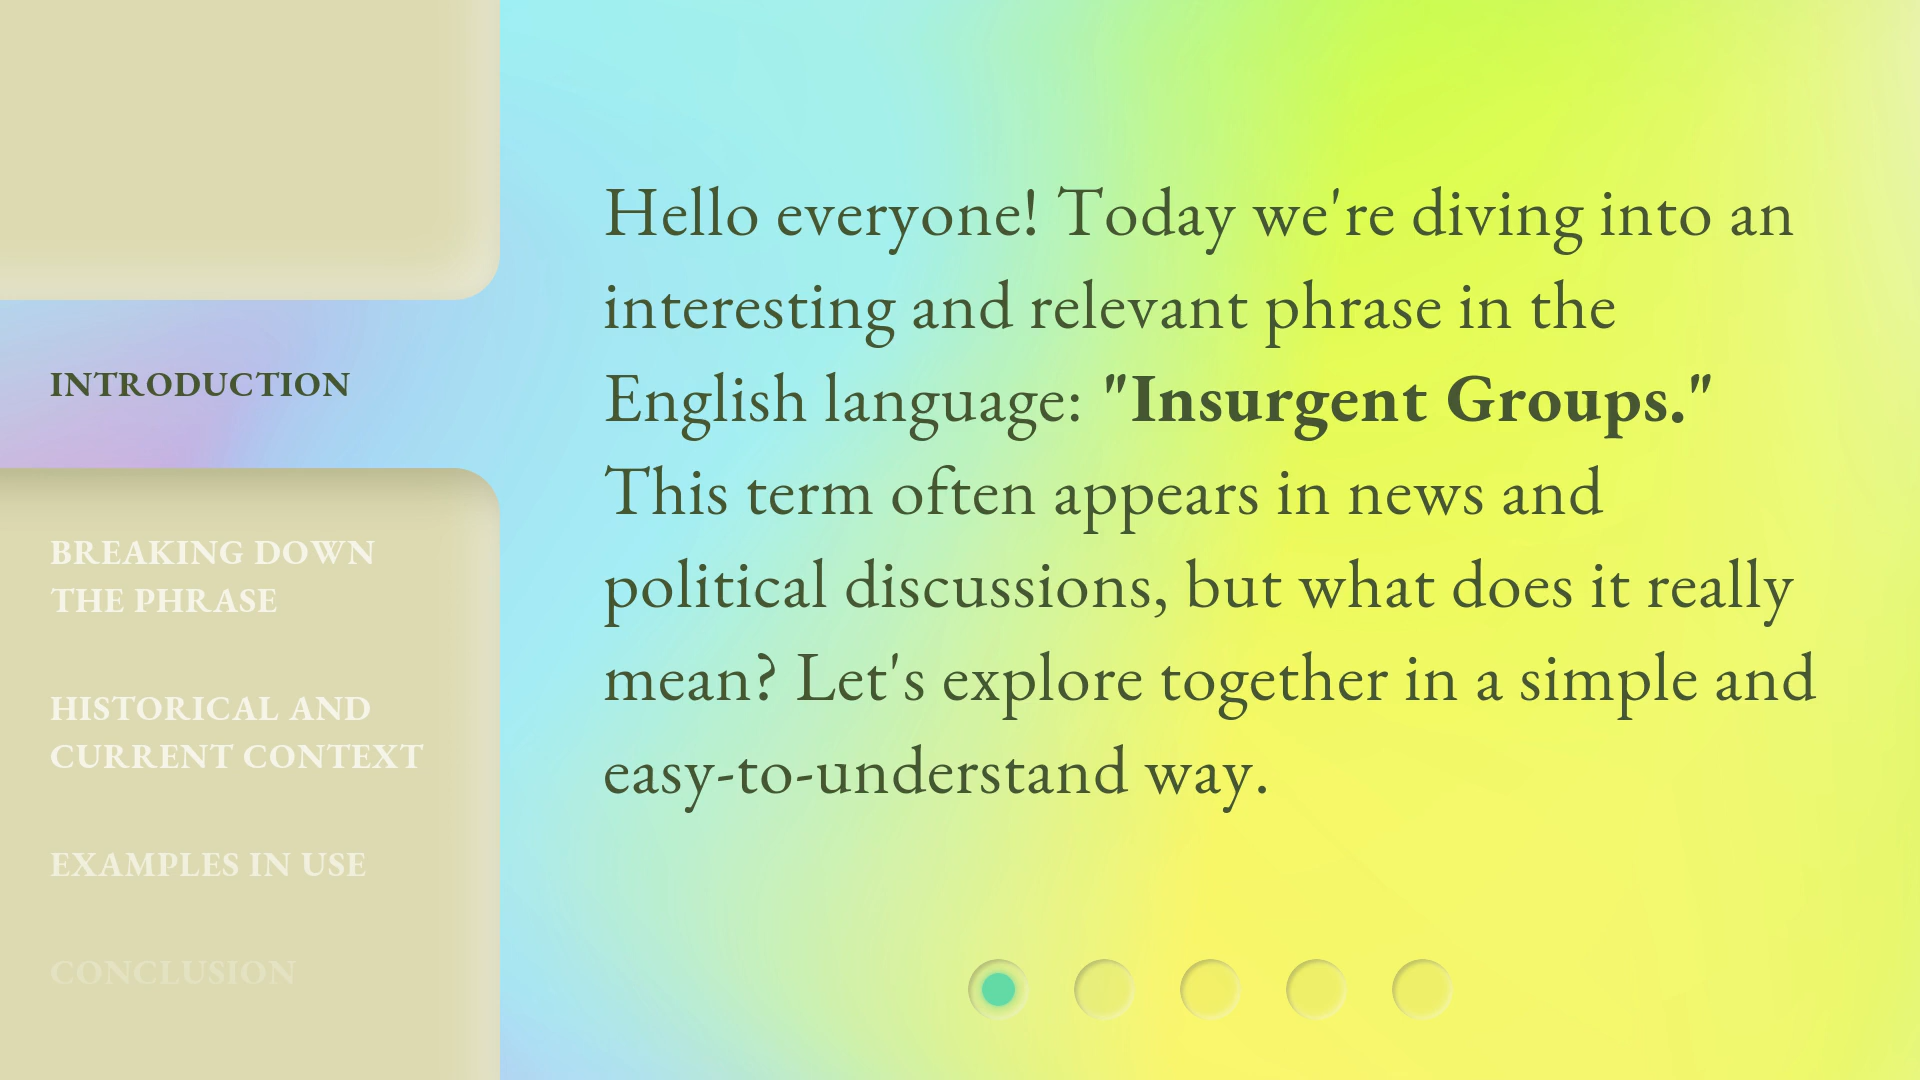 INTRODUCTION
BREAKING DOWN
THE PHRASE
HISTORICAL AND
CURRENT CONTEXT
EXAMPLES IN USE
CONCLUSION
Hello everyone! Today we're diving into an
interesting and relevant phrase in the
English language: "Insurgent Groups."
This term often appears in news and
political discussions, but what does it really
mean? Let's explore together in a simple and
easy-to-understand way.